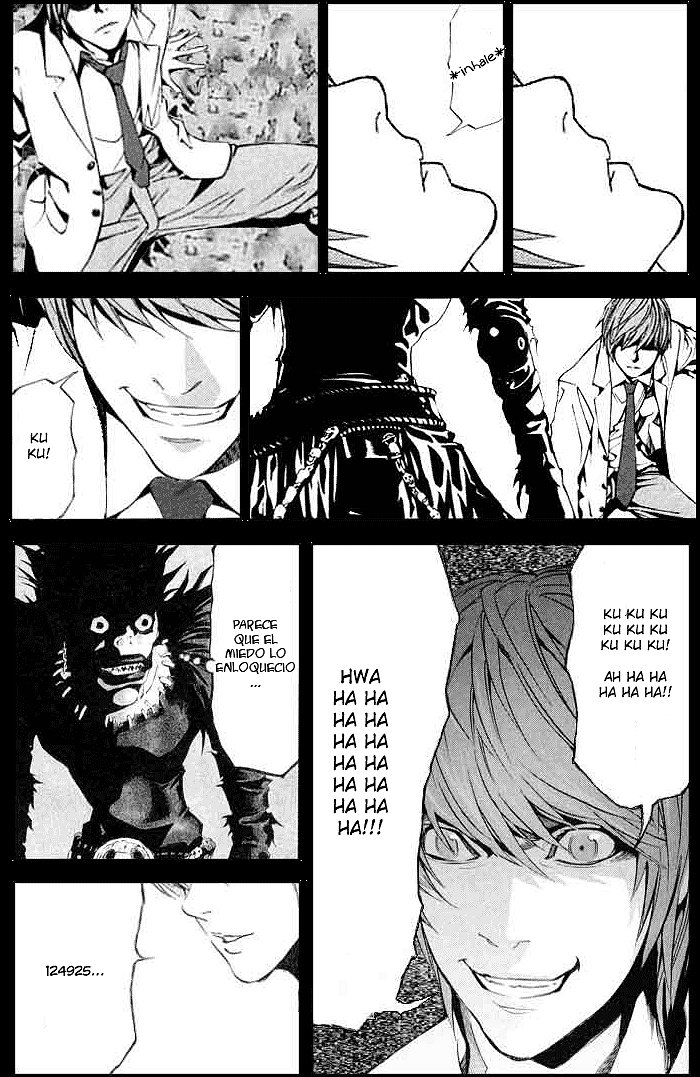 *inhale*
KU
KU!
KU KU KU
KU KU KU
KU KU KU!
AH HA HA
HA HA HA!!
HWA
HA HA
HA HA
HA HA
HA HA
HA HA
HA HA
HA!!!
PARECE
QUE EL
MIEDO LO
ENLOQUECIO
...
124925...